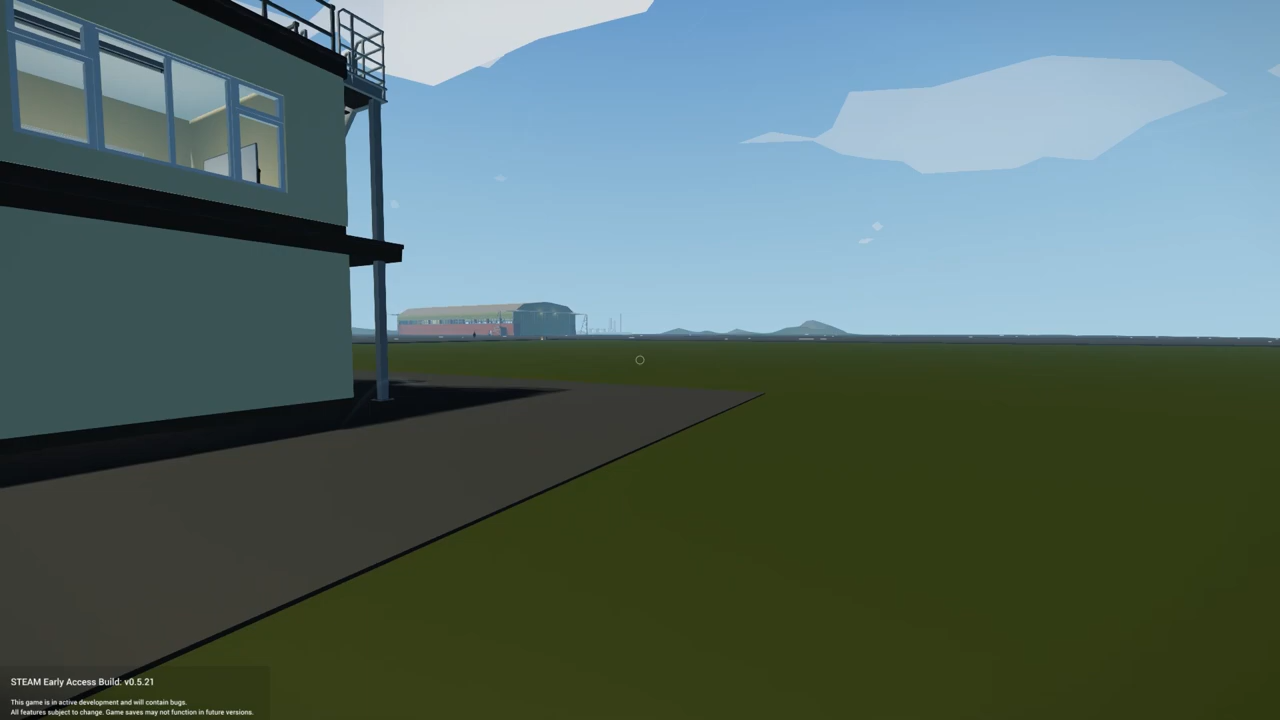 STEAM Early Access Build: v0.5.21
This game is in active development and will contain bugs.
All features subject to change. Game saves may not function in future versions.